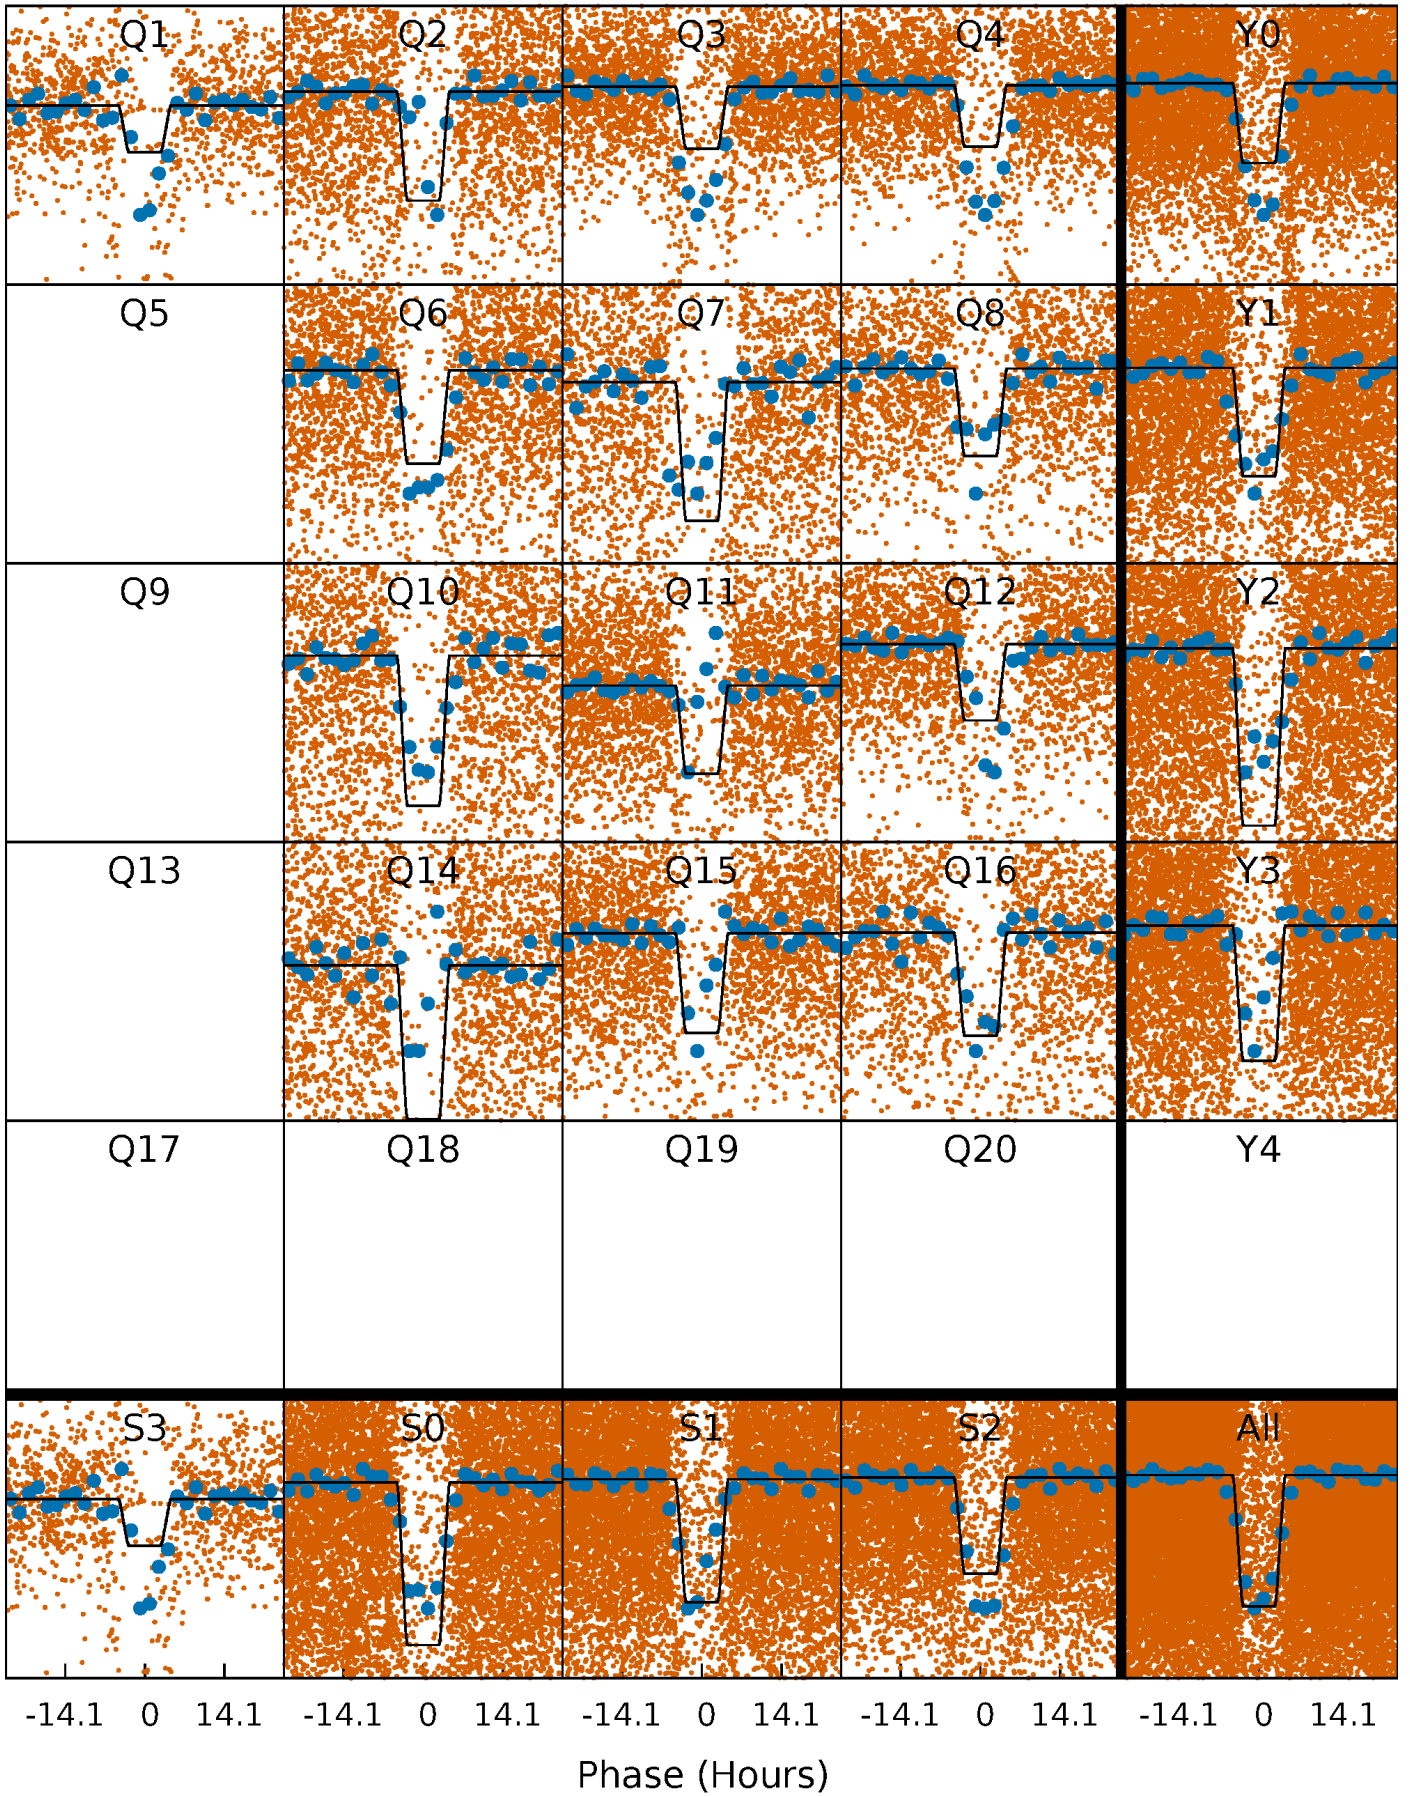 Q1 Q2 Q3 Q4 Y0
Q5 Q6 Q7 Q8 Y1
Q9 Q10 Q11 Q12 Y2
Q13 Q14 Q15 Q16 Y3
Q17 Q18 Q19 Q20 Y4
S3 S0 S1 S2 All
-14.1 0 14.1 -14.1 0 14.1 -14.1 0 14.1 -14.1 0 14.1 -14.1 0 14.1
Phase (Hours)